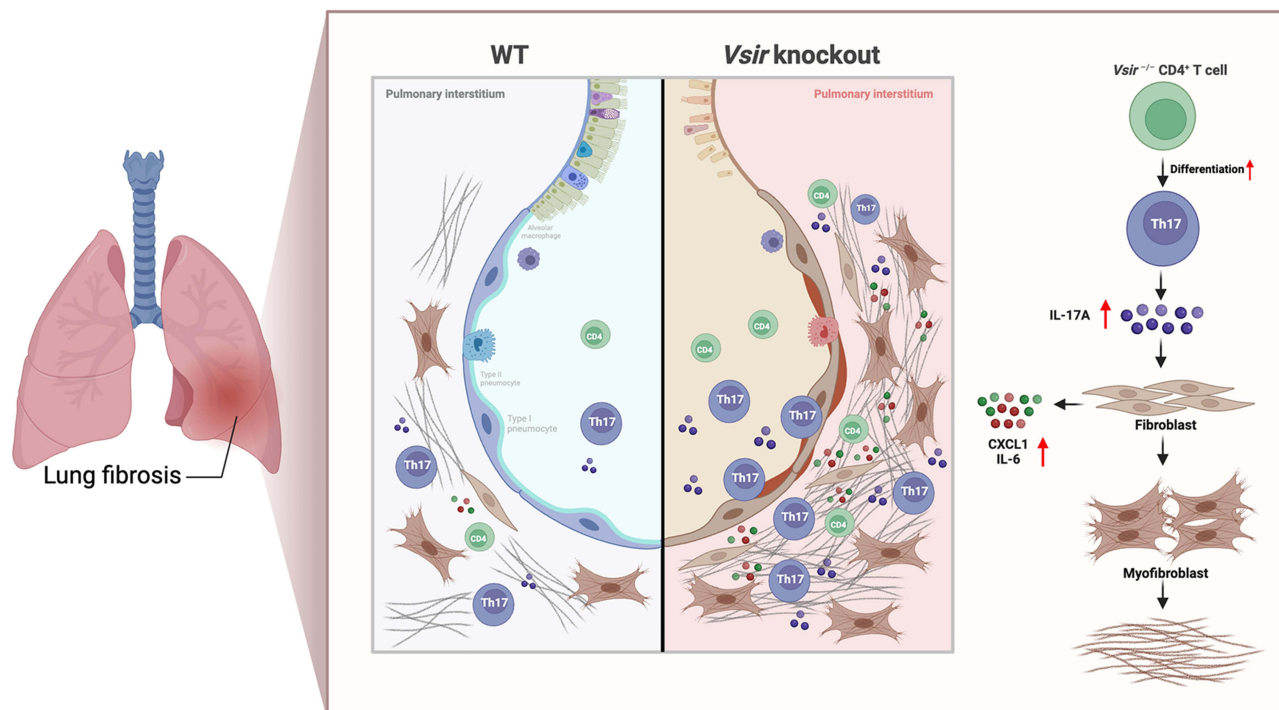 WT
Vsir knockout
Pulmonary interstitium
Pulmonary interstitium
Vsir −/− CD4⁺ T cell
Differentiation
Th17
IL-17A
CXCL1
IL-6
Fibroblast
Myofibroblast
Lung fibrosis
Alveolar
macrophage
Type II
pneumocyte
Type I
pneumocyte
CD4
Th17
Th17
CD4
Th17
CD4
Th17
CD4
CD4
Th17
Th17
CD4
Th17
Th17
Th17
CD4
Th17